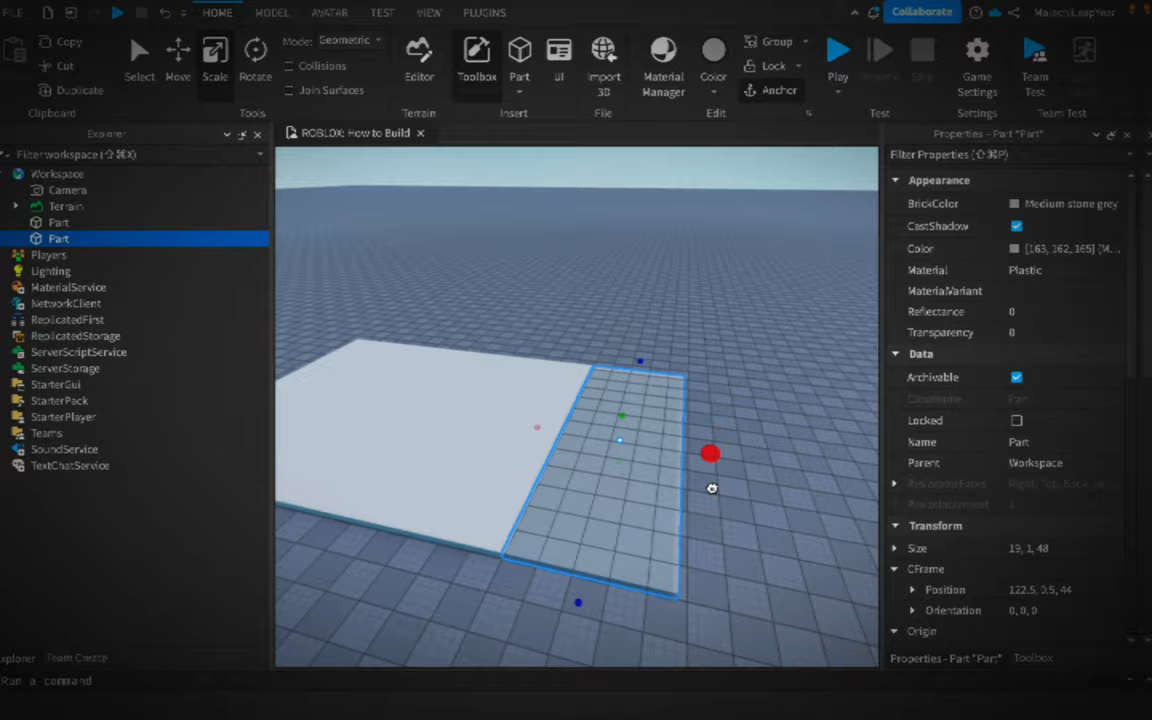 FILE HOME MODEL AVATAR TEST VIEW PLUGINS Collaborate
Copy
Cut
Duplicate
Clipboard
Select Move Scale Rotate
Mode: Geometric
Collisions
Join Surfaces
Tools
Editor
Terrain
Toolbox Part UI
Insert
Import
3D
File
Material
Manager
Color
Group
Lock
Anchor
Edit
Play
Test
Game
Settings
Settings
Team
Test
Team Test
Explorer
Filter workspace (⇧⌘X)
Workspace
Camera
Terrain
Part
Part
Players
Lighting
MaterialService
NetworkClient
ReplicatedFirst
ReplicatedStorage
ServerScriptService
ServerStorage
StarterGui
StarterPack
StarterPlayer
Teams
SoundService
TextChatService
Explorer Team Create
Run a command
ROBLOX: How to Build
Properties - Part "Part"
Filter Properties (⇧⌘P)
Appearance
BrickColor Medium stone grey
CastShadow
Color [163, 162, 165] (M...
Material Plastic
MaterialVariant
Reflectance 0
Transparency 0
Data
Archivable
ClassName Part
Locked
Name Part
Parent Workspace
Transform
Size 19, 1, 48
CFrame
Position 122.5, 0.5, 44
Orientation 0, 0, 0
Origin
Properties - Part "Part" Toolbox